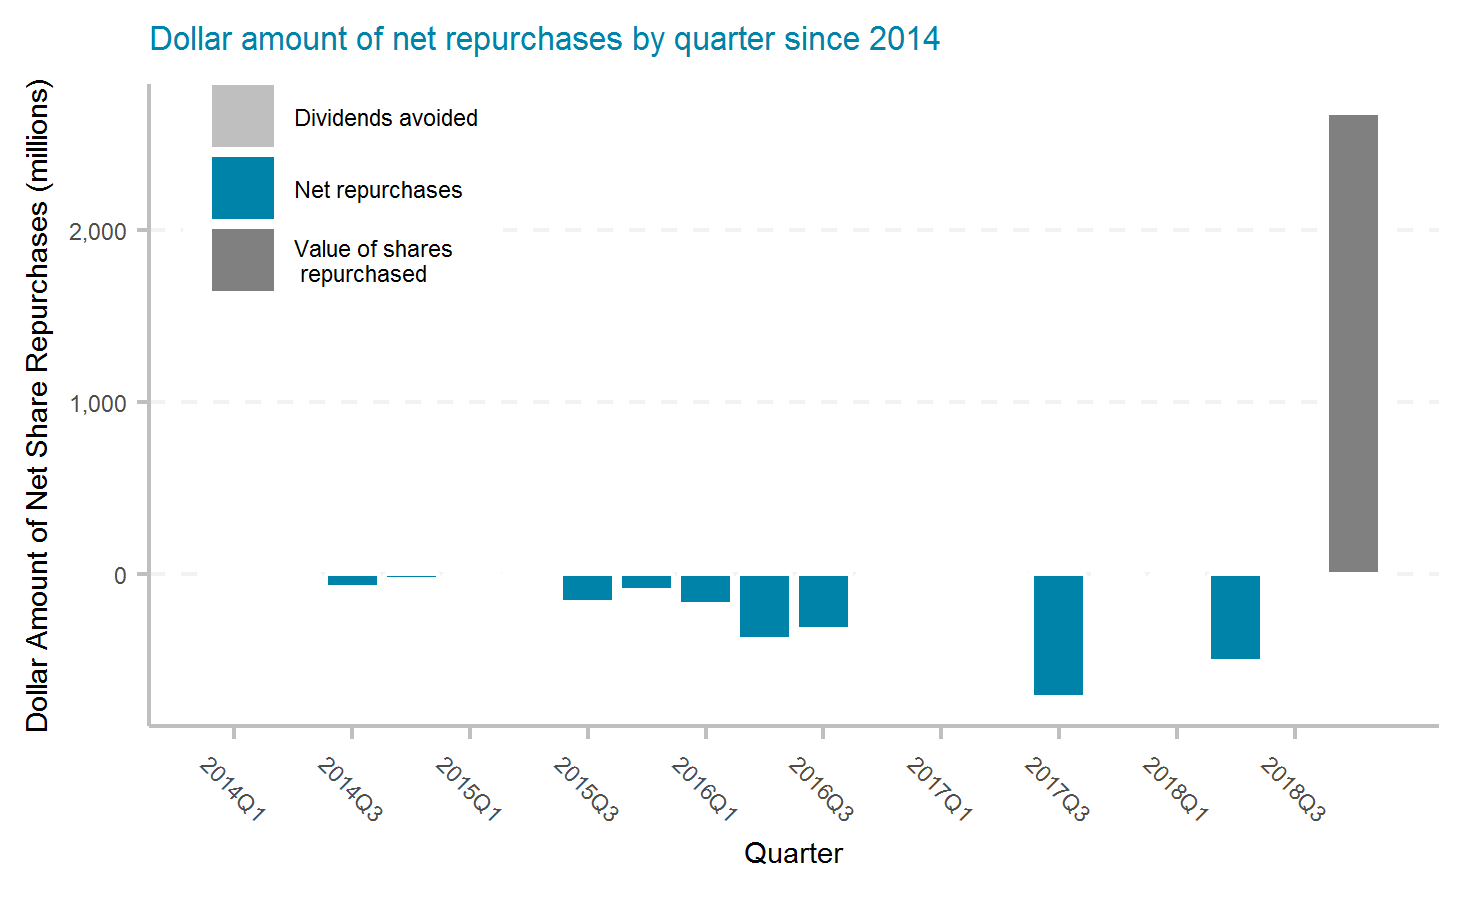 Dollar amount of net repurchases by quarter since 2014
Dollar Amount of Net Share Repurchases (millions)
Dividends avoided
Net repurchases
Value of shares
repurchased
2,000
1,000
0
2014Q1
2014Q3
2015Q1
2015Q3
2016Q1
2016Q3
2017Q1
2017Q3
2018Q1
2018Q3
Quarter